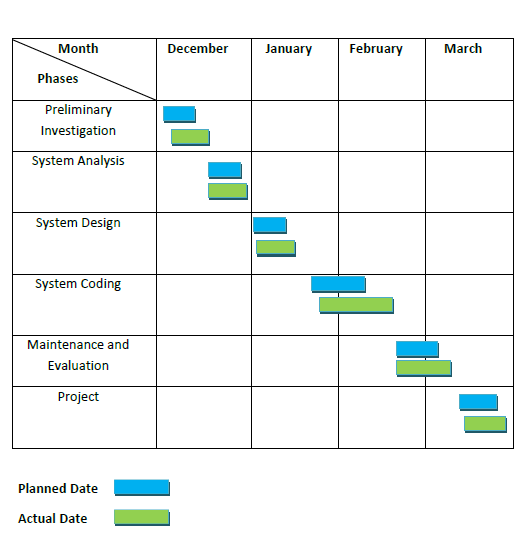 Month
December
January
February
March
Phases
Preliminary
Investigation
System Analysis
System Design
System Coding
Maintenance and
Evaluation
Project
Planned Date
Actual Date